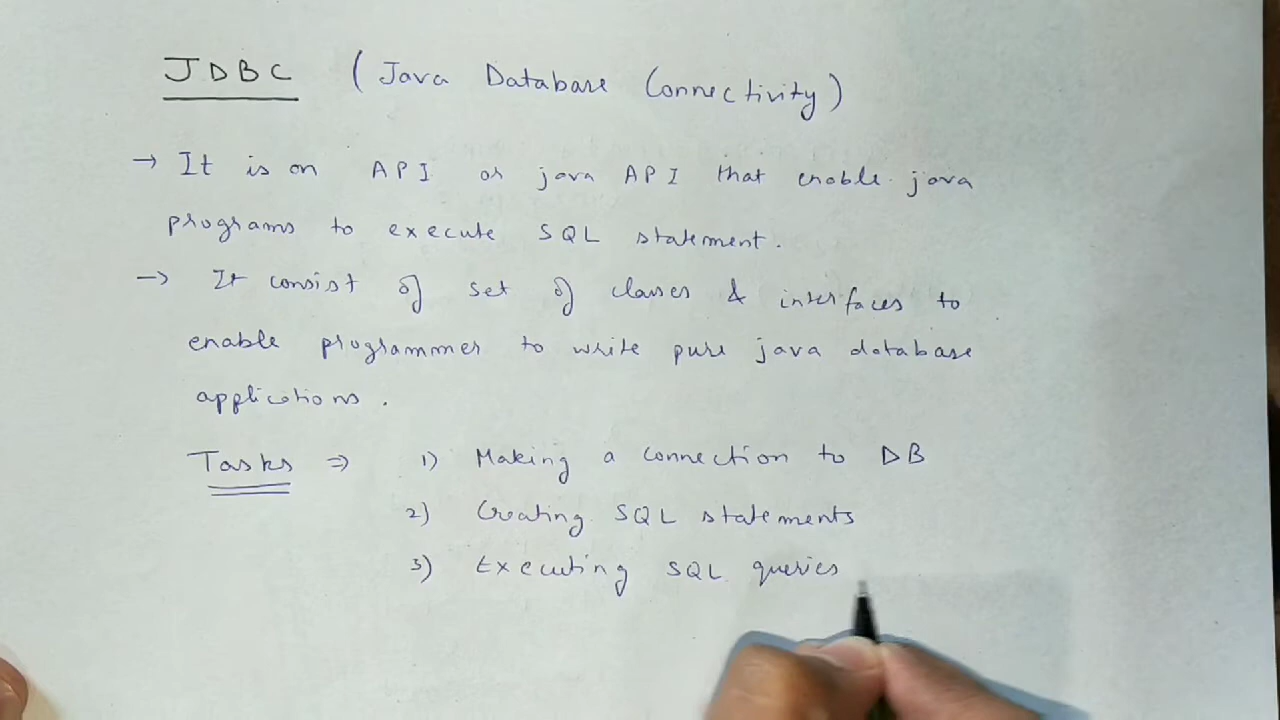 JDBC (Java Database Connectivity)
→ It is an API or java API that enable java
programs to execute SQL statement.
→ It consist of set of classes & interfaces to
enable programmer to write pure java database
applications.
Tasks ⇒ 1) Making a connection to DB
2) Creating SQL statements
3) Executing SQL queries